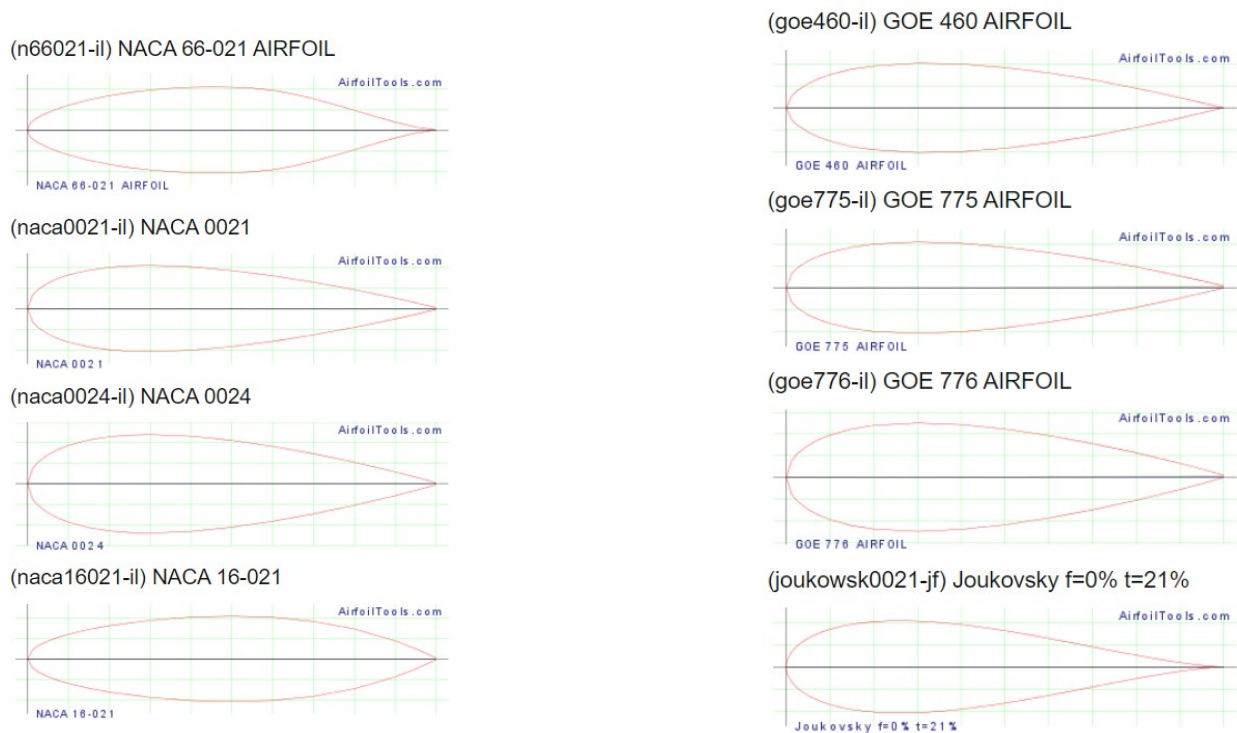 (n66021-il) NACA 66-021 AIRFOIL
AirfoilTools.com
NACA 66-021 AIRFOIL
(naca0021-il) NACA 0021
AirfoilTools.com
NACA 0021
(naca0024-il) NACA 0024
AirfoilTools.com
NACA 0024
(naca16021-il) NACA 16-021
AirfoilTools.com
NACA 16-021
(goe460-il) GOE 460 AIRFOIL
AirfoilTools.com
GOE 460 AIRFOIL
(goe775-il) GOE 775 AIRFOIL
AirfoilTools.com
GOE 775 AIRFOIL
(goe776-il) GOE 776 AIRFOIL
AirfoilTools.com
GOE 776 AIRFOIL
(joukowsk0021-jf) Joukovsky f=0% t=21%
AirfoilTools.com
Joukovsky f=0% t=21%